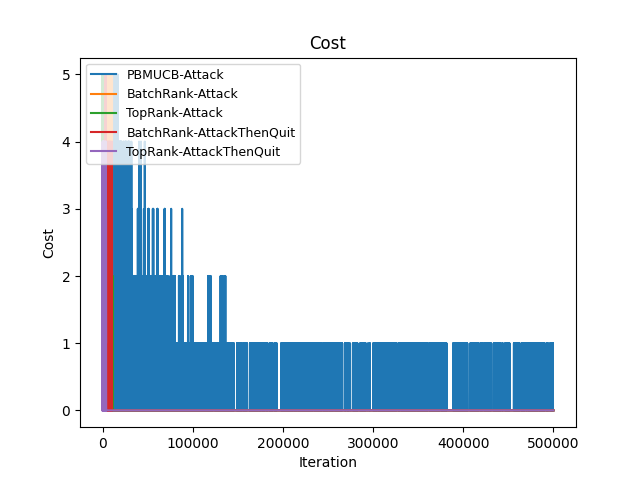 Cost
PBMUCB-Attack
BatchRank-Attack
TopRank-Attack
BatchRank-AttackThenQuit
TopRank-AttackThenQuit
5
4
3
2
1
0
Cost
0 100000 200000 300000 400000 500000
Iteration